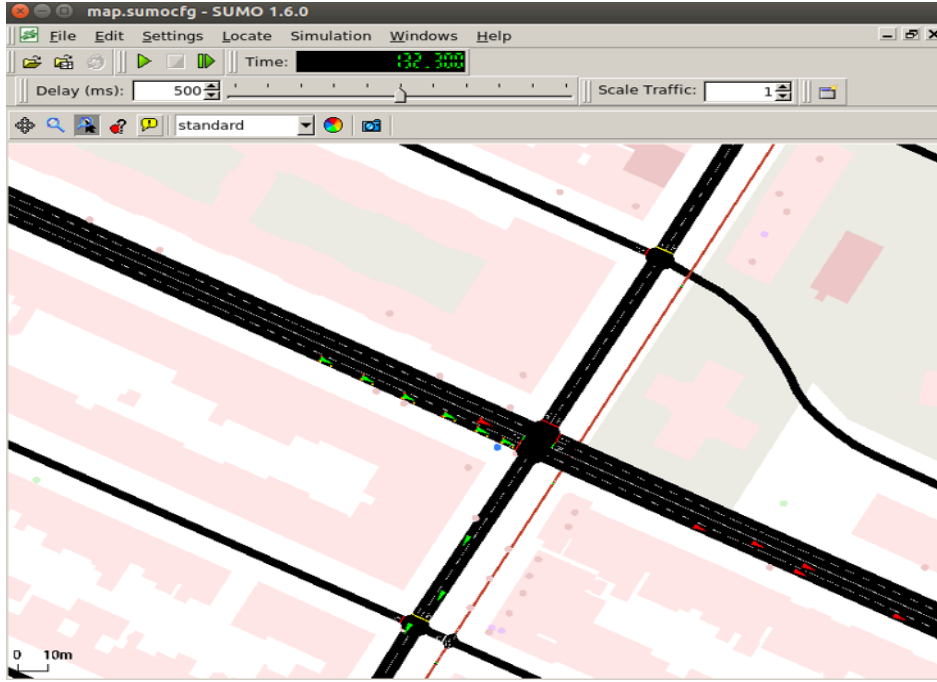 map.sumocfg - SUMO 1.6.0
File Edit Settings Locate Simulation Windows Help
Time: 132.300
Delay (ms): 500 Scale Traffic: 1
standard
0 10m